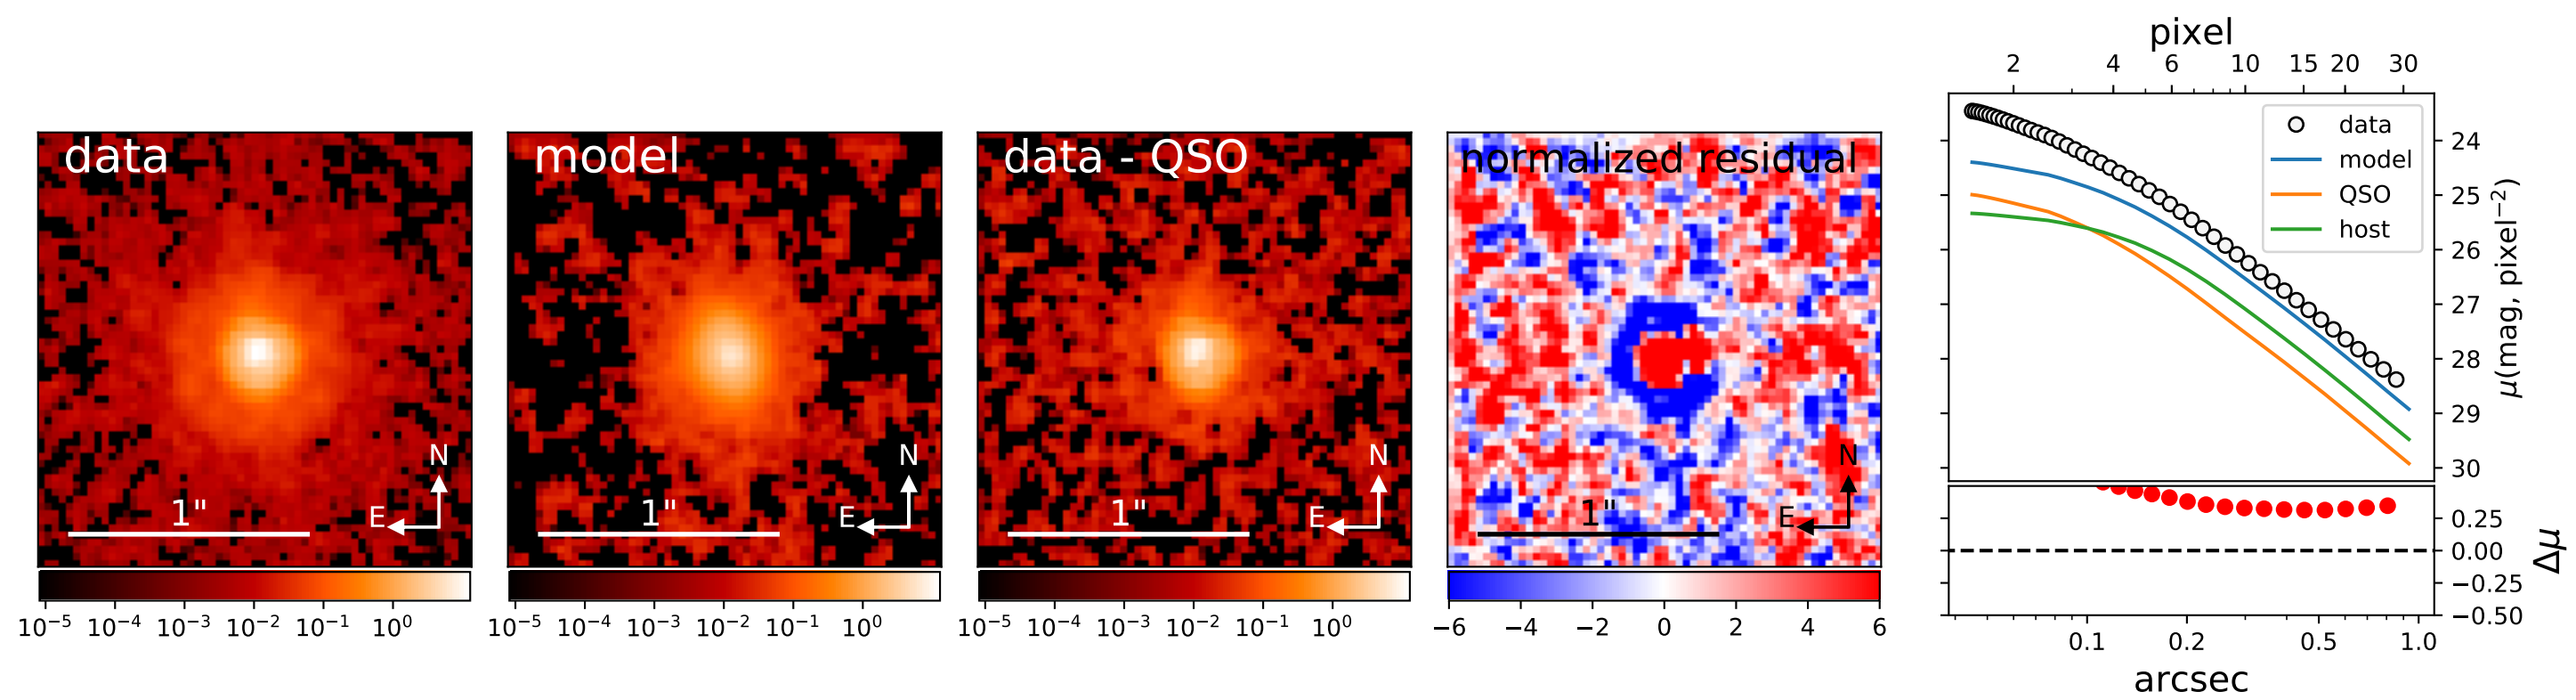 data
N
E
1"
10⁻⁵ 10⁻⁴ 10⁻³ 10⁻² 10⁻¹ 10⁰
model
N
E
1"
10⁻⁵ 10⁻⁴ 10⁻³ 10⁻² 10⁻¹ 10⁰
data - QSO
N
E
1"
10⁻⁵ 10⁻⁴ 10⁻³ 10⁻² 10⁻¹ 10⁰
normalized residual
N
E
1"
−6 −4 −2 0 2 4 6
pixel
2 4 6 10 15 20 30
data
model
QSO
host
24
25
26
27
28
29
30
μ(mag, pixel⁻²)
0.25
0.00
−0.25
−0.50
Δμ
0.1 0.2 0.5 1.0
arcsec